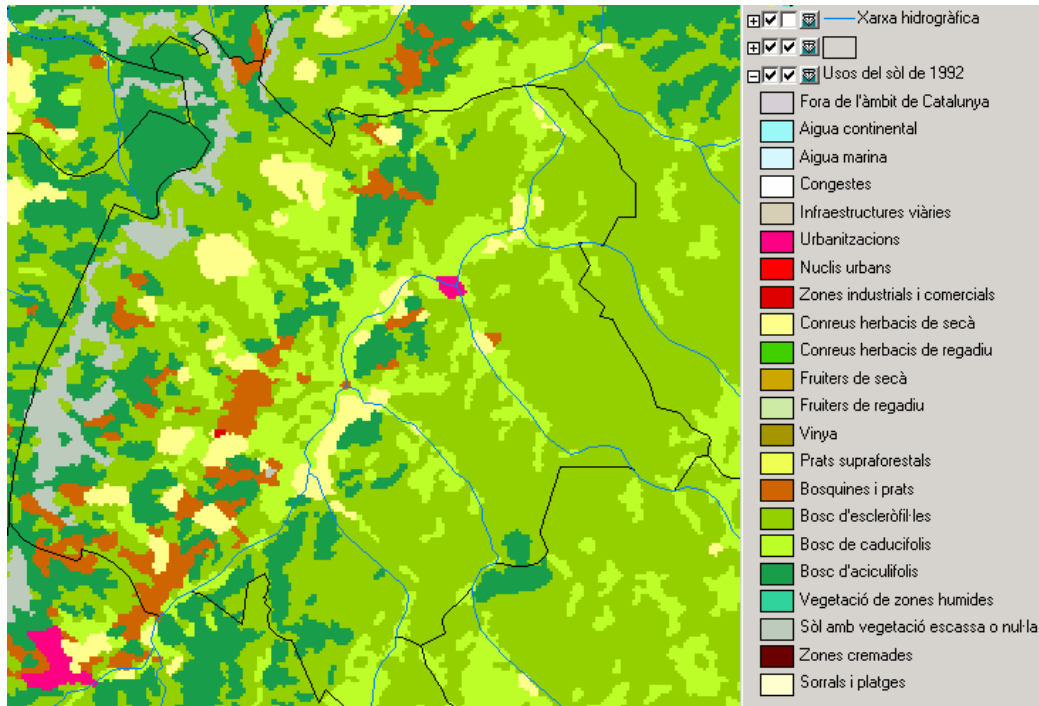 Xarxa hidrogràfica
Usos del sòl de 1992
Fora de l'àmbit de Catalunya
Aigua continental
Aigua marina
Congestes
Infraestructures viàries
Urbanitzacions
Nuclis urbans
Zones industrials i comercials
Conreus herbacis de secà
Conreus herbacis de regadiu
Fruiters de secà
Fruiters de regadiu
Vinya
Prats supraforestals
Bosquines i prats
Bosc d'escleròfil·les
Bosc de caducifolis
Bosc d'aciculifolis
Vegetació de zones humides
Sòl amb vegetació escassa o nul·la
Zones cremades
Sorrals i platges